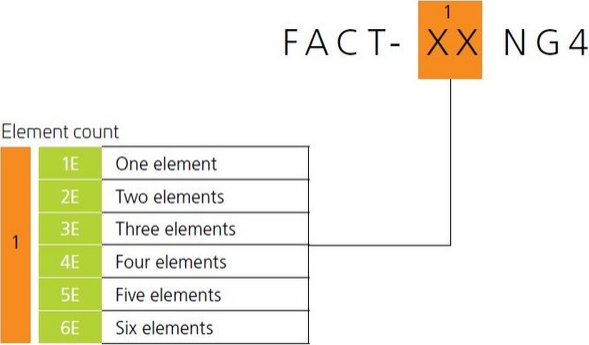 1
FACT- XX NG4
Element count
1
1E One element
2E Two elements
3E Three elements
4E Four elements
5E Five elements
6E Six elements